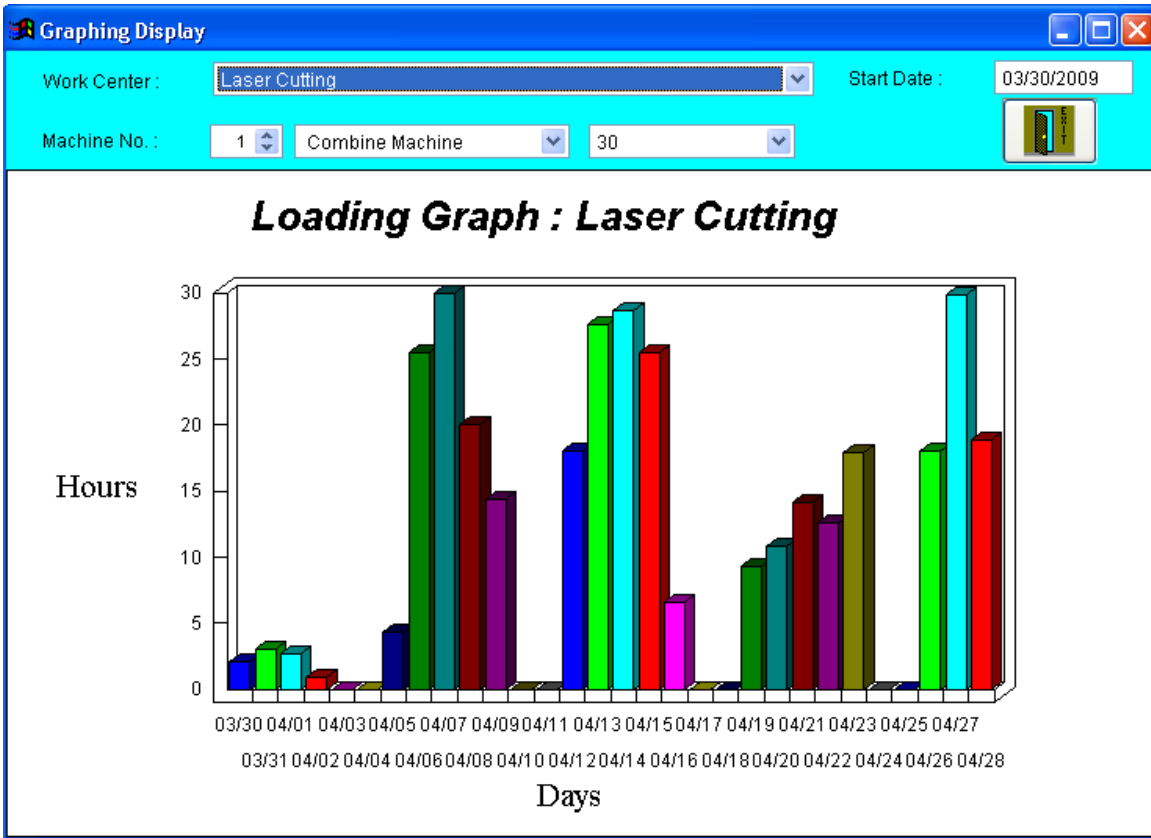 Graphing Display
Work Center : Laser Cutting Start Date : 03/30/2009
EXIT
Machine No. : 1 Combine Machine 30
Loading Graph : Laser Cutting
30
25
20
15
10
5
0
Hours
03/30 04/01 04/03 04/05 04/07 04/09 04/11 04/13 04/15 04/17 04/19 04/21 04/23 04/25 04/27
03/31 04/02 04/04 04/06 04/08 04/10 04/12 04/14 04/16 04/18 04/20 04/22 04/24 04/26 04/28
Days